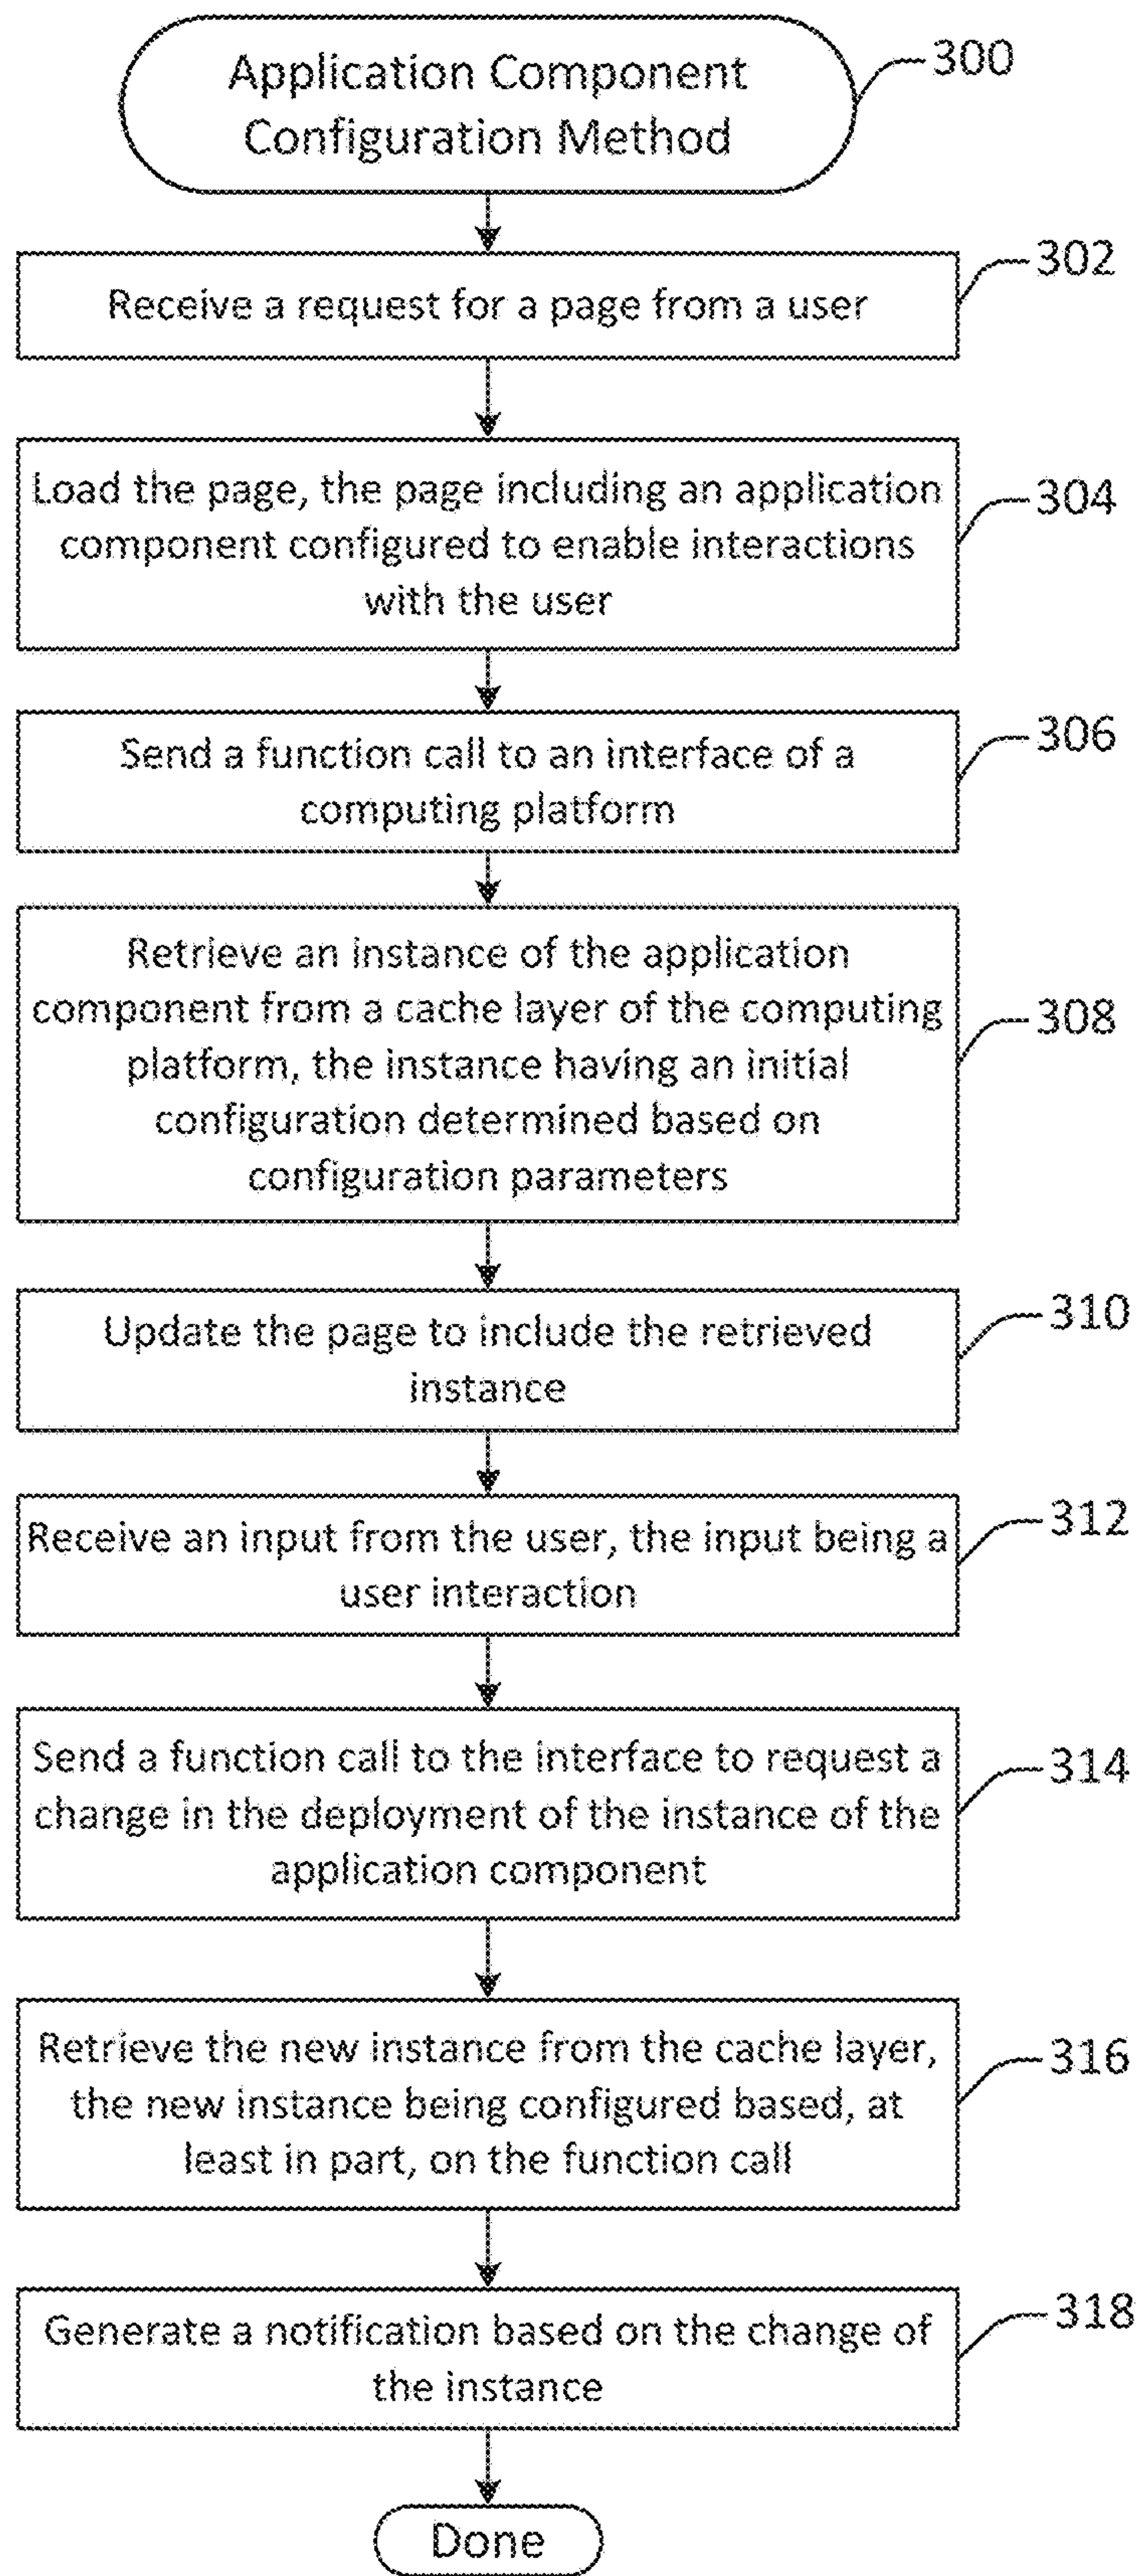 Application Component
Configuration Method
300
302
Receive a request for a page from a user
304
Load the page, the page including an application
component configured to enable interactions
with the user
306
Send a function call to an interface of a
computing platform
308
Retrieve an instance of the application
component from a cache layer of the computing
platform, the instance having an initial
configuration determined based on
configuration parameters
310
Update the page to include the retrieved
instance
312
Receive an input from the user, the input being a
user interaction
314
Send a function call to the interface to request a
change in the deployment of the instance of the
application component
316
Retrieve the new instance from the cache layer,
the new instance being configured based, at
least in part, on the function call
318
Generate a notification based on the change of
the instance
Done